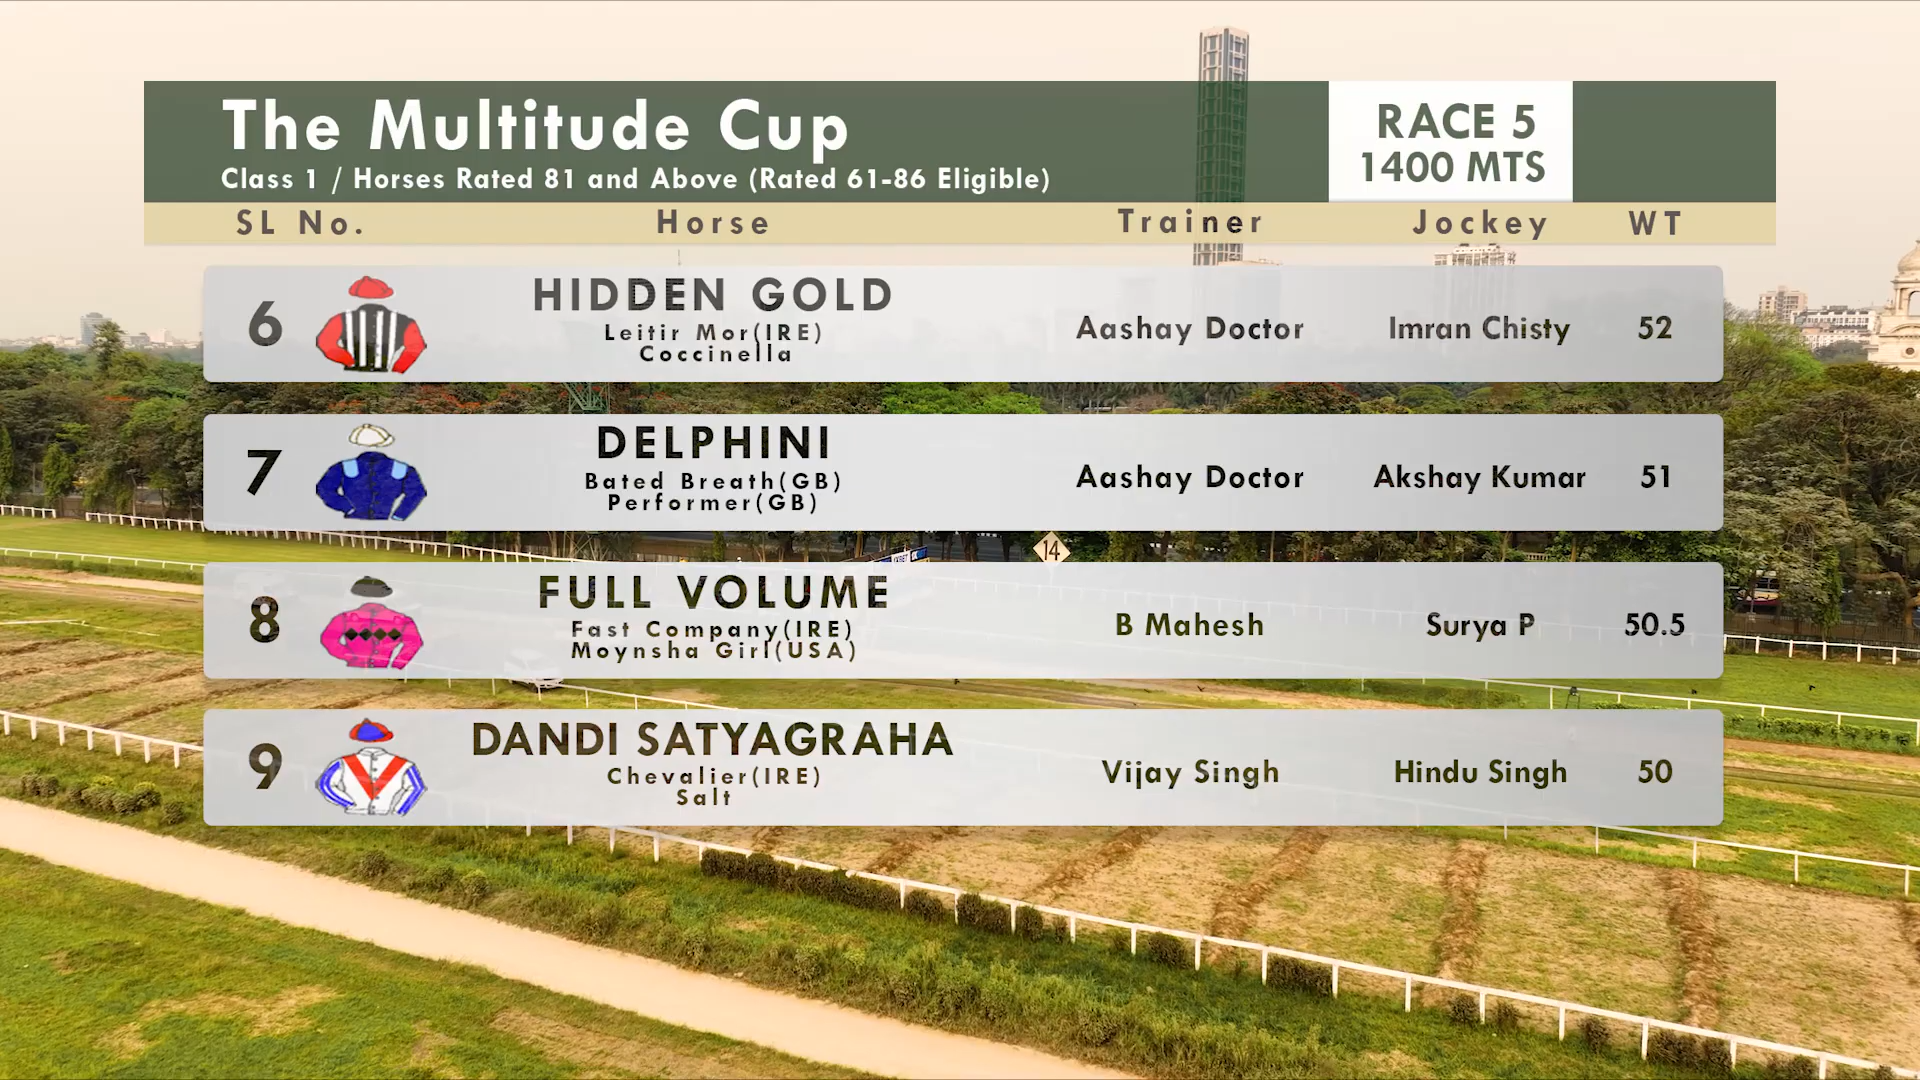 The Multitude Cup
Class 1 / Horses Rated 81 and Above (Rated 61-86 Eligible)
RACE 5
1400 MTS
SL No. Horse Trainer Jockey WT
6 HIDDEN GOLD Aashay Doctor Imran Chisty 52
Leitir Mor(IRE)
Coccinella
7 DELPHINI Aashay Doctor Akshay Kumar 51
Bated Breath(GB)
Performer(GB)
14
8 FULL VOLUME B Mahesh Surya P 50.5
Fast Company(IRE)
Moynsha Girl(USA)
9 DANDI SATYAGRAHA Vijay Singh Hindu Singh 50
Chevalier(IRE)
Salt